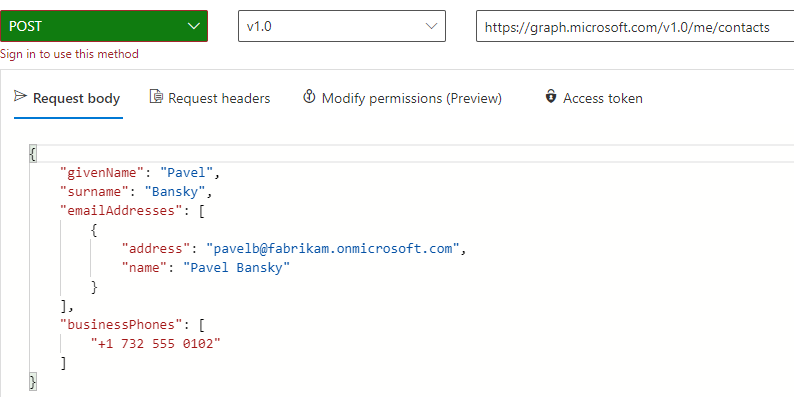 POST v1.0 https://graph.microsoft.com/v1.0/me/contacts
Sign in to use this method
Request body Request headers Modify permissions (Preview) Access token
{
"givenName": "Pavel",
"surname": "Bansky",
"emailAddresses": [
{
"address": "pavelb@fabrikam.onmicrosoft.com",
"name": "Pavel Bansky"
}
],
"businessPhones": [
"+1 732 555 0102"
]
}